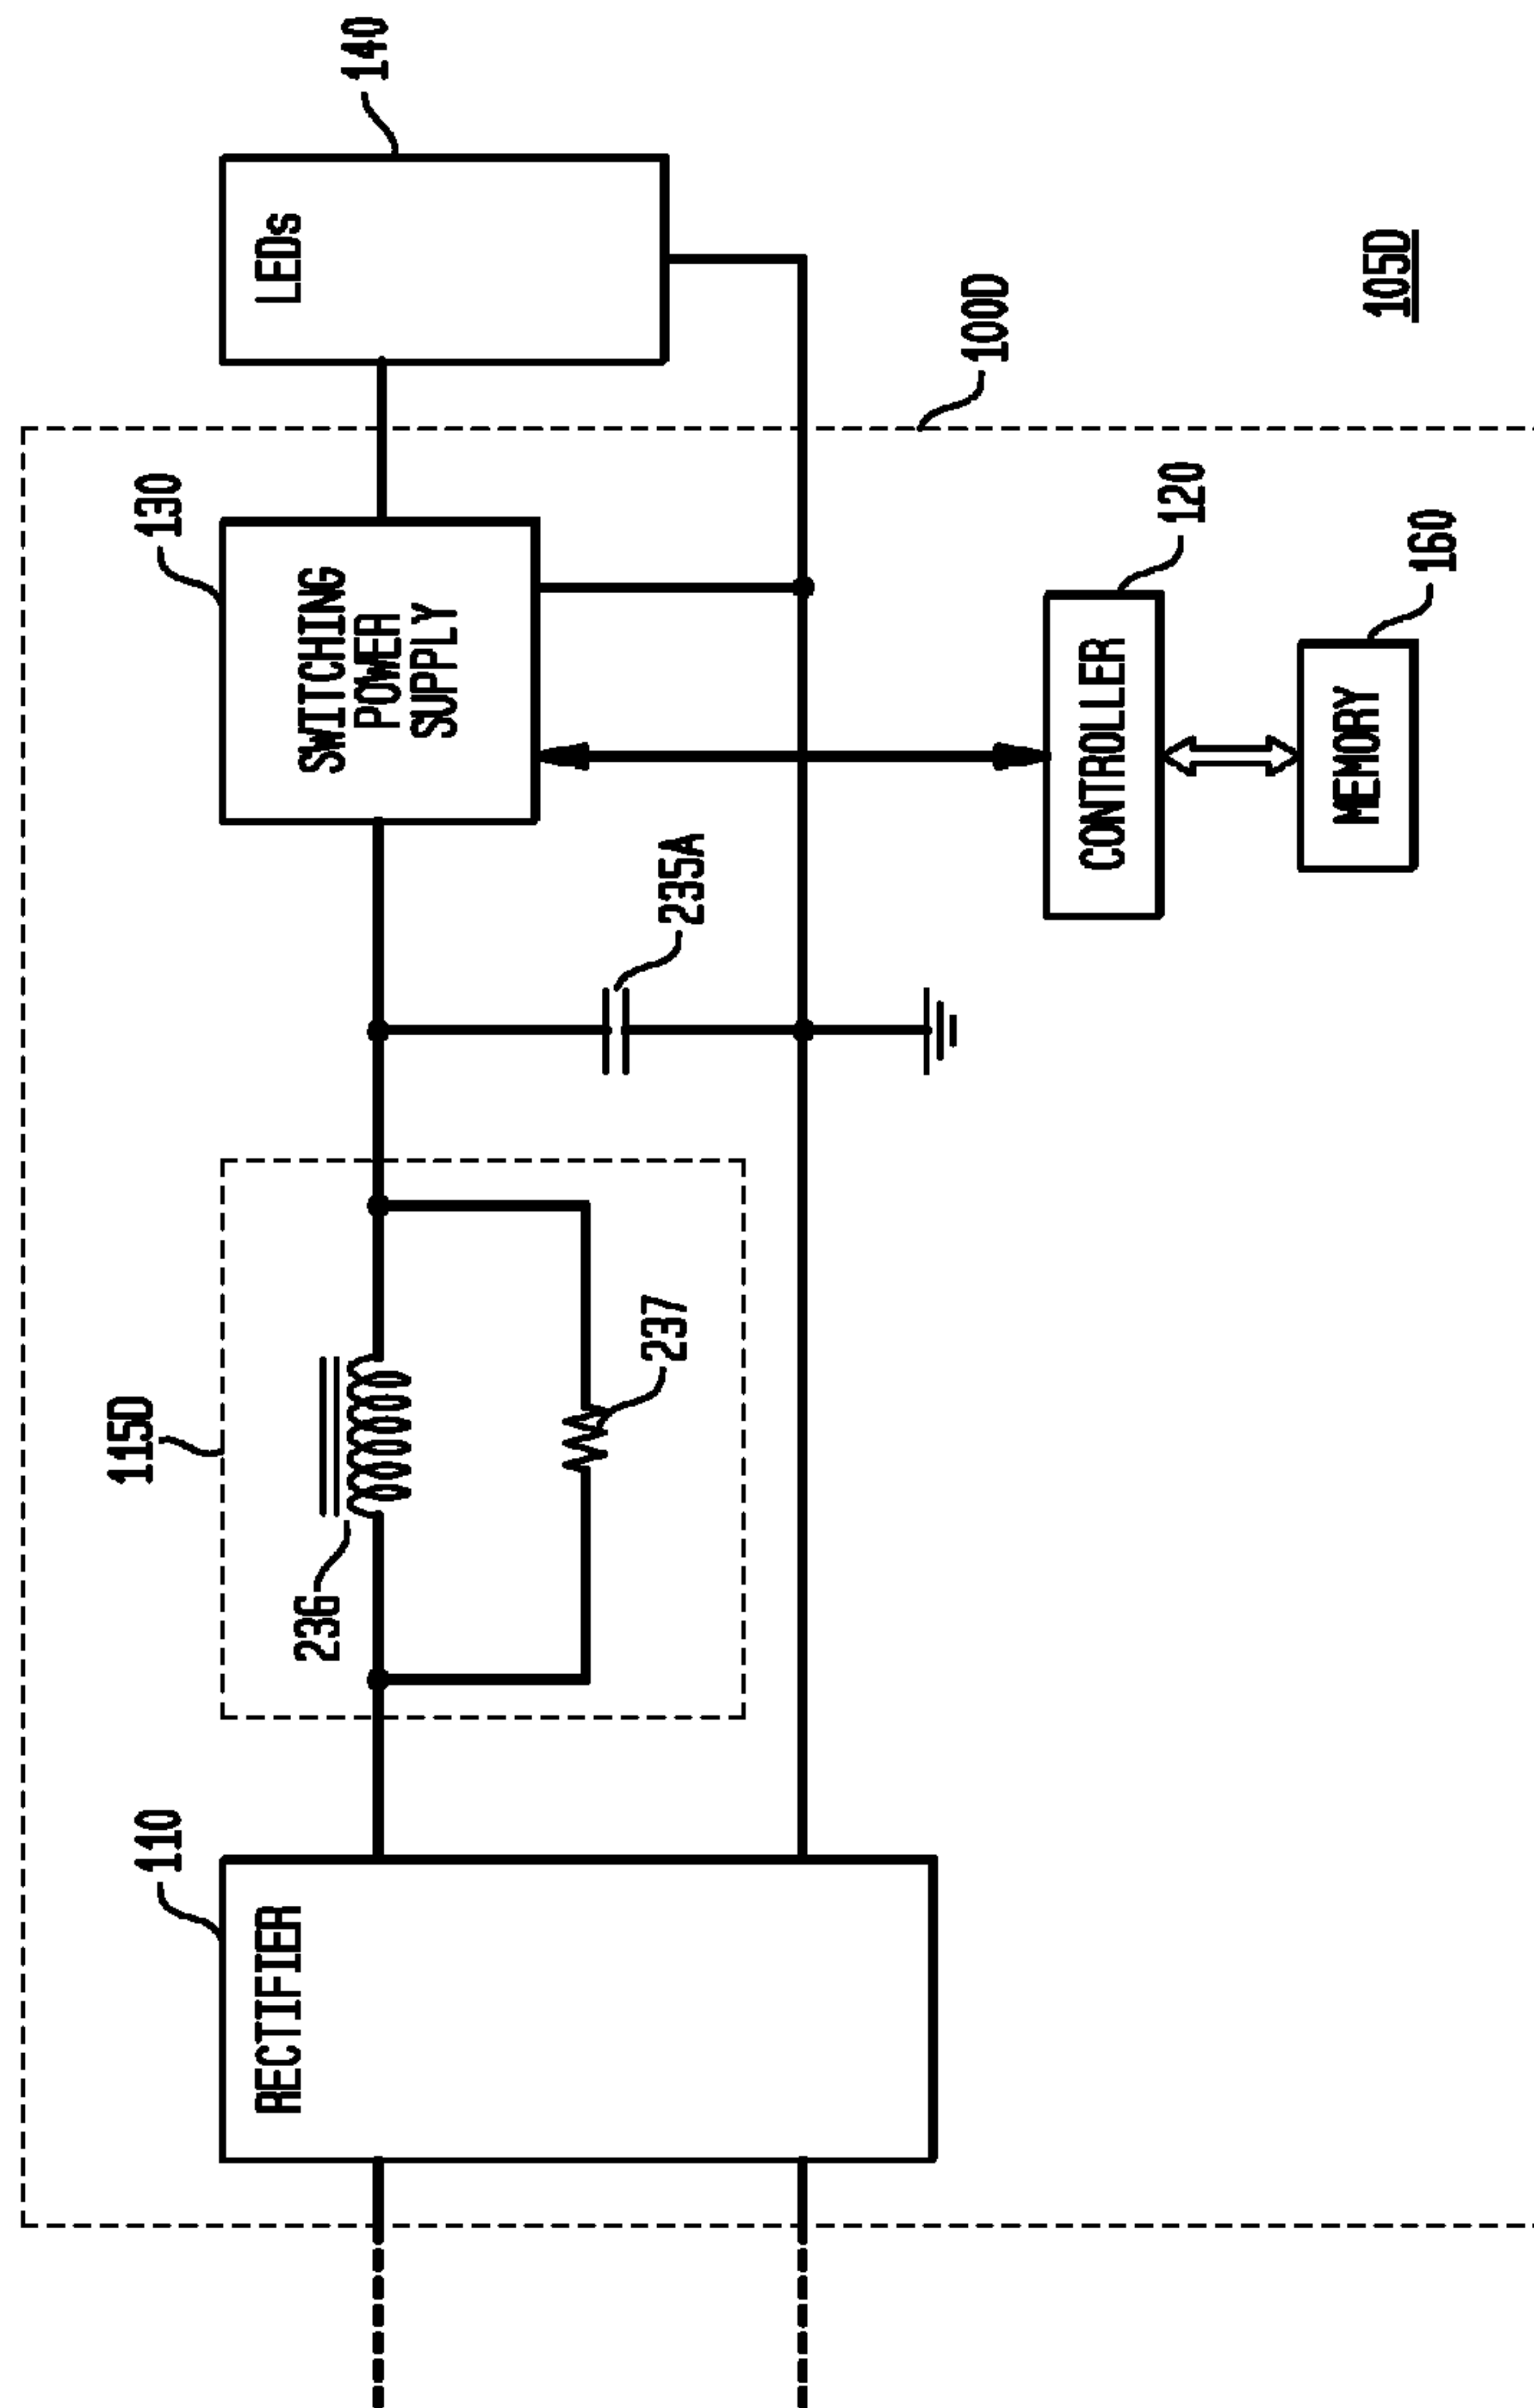 115D
110
130
140
RECTIFIER
236
SWITCHING
POWER
SUPPLY
LEDs
237
235A
100D
CONTROLLER
120
MEMORY
160
105D